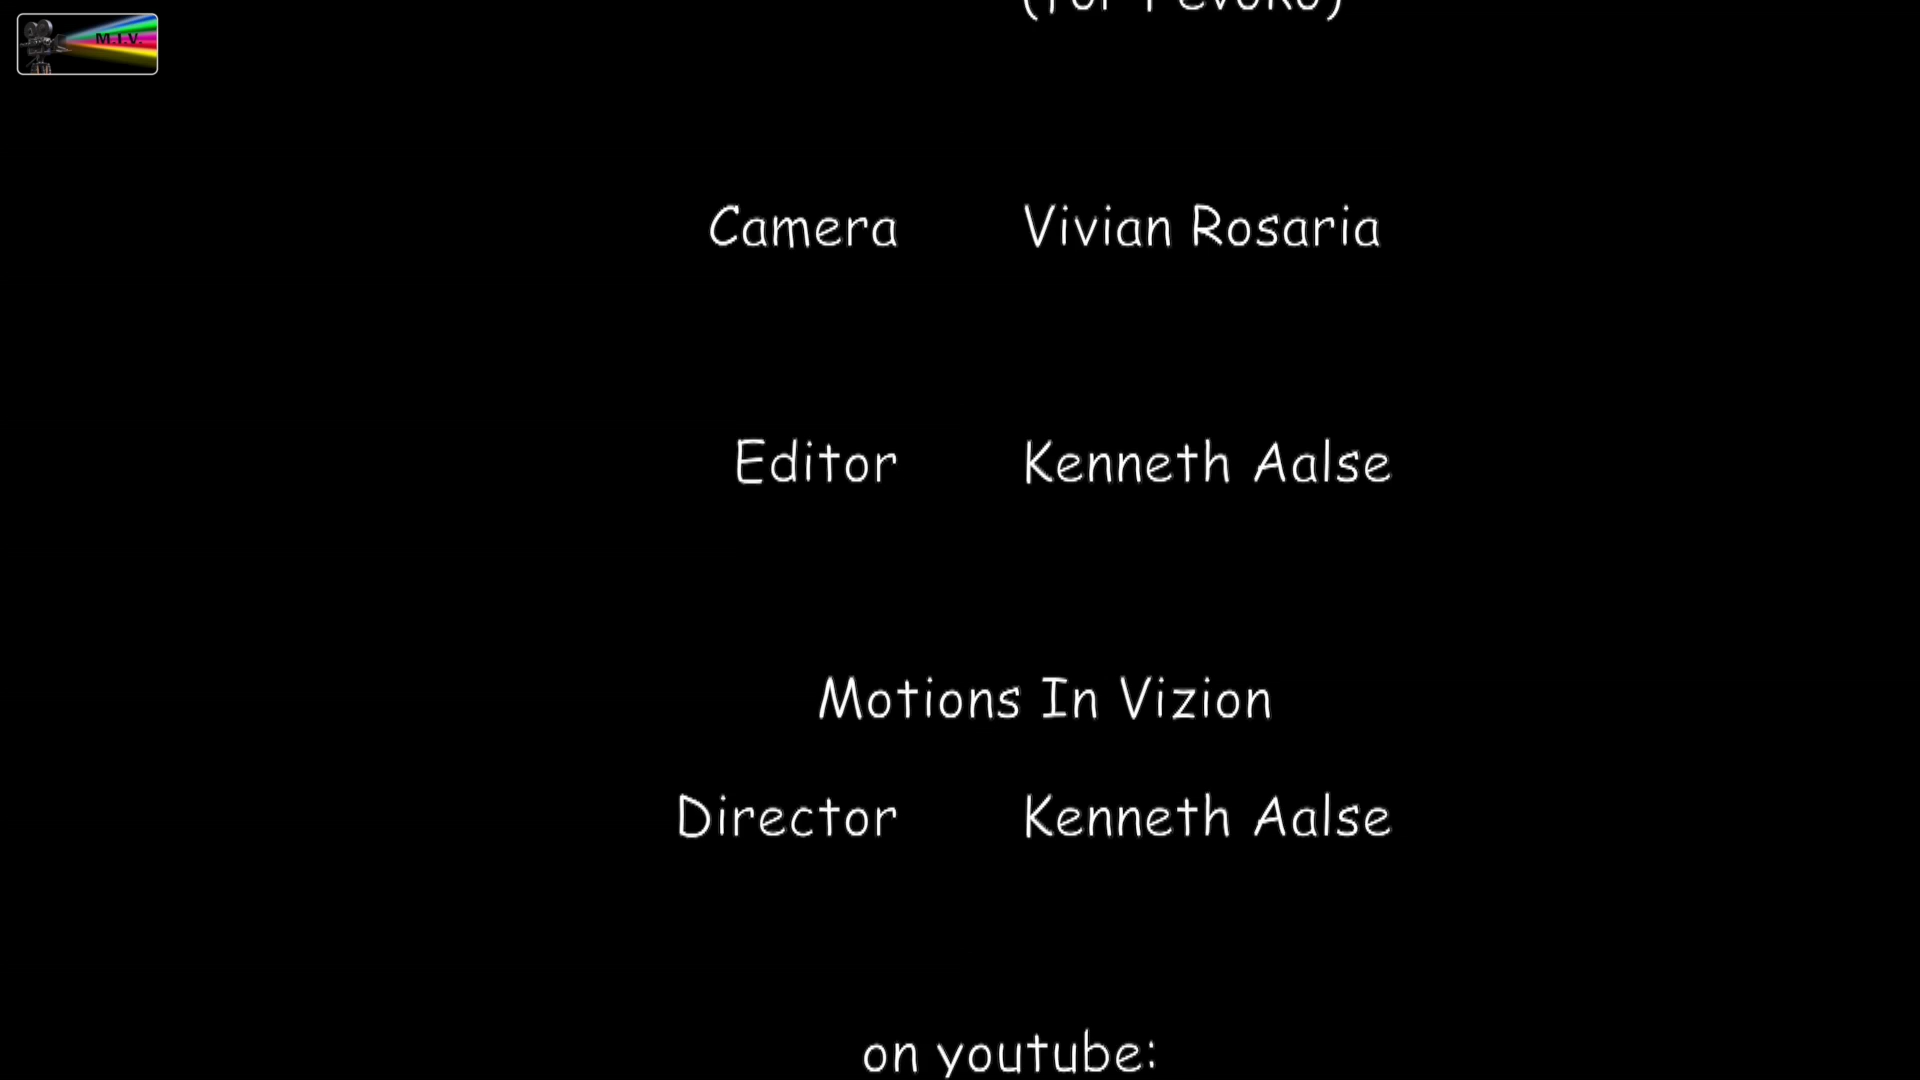 M.I.V.
Camera Vivian Rosaria
Editor Kenneth Aalse
Motions In Vizion
Director Kenneth Aalse
on youtube: